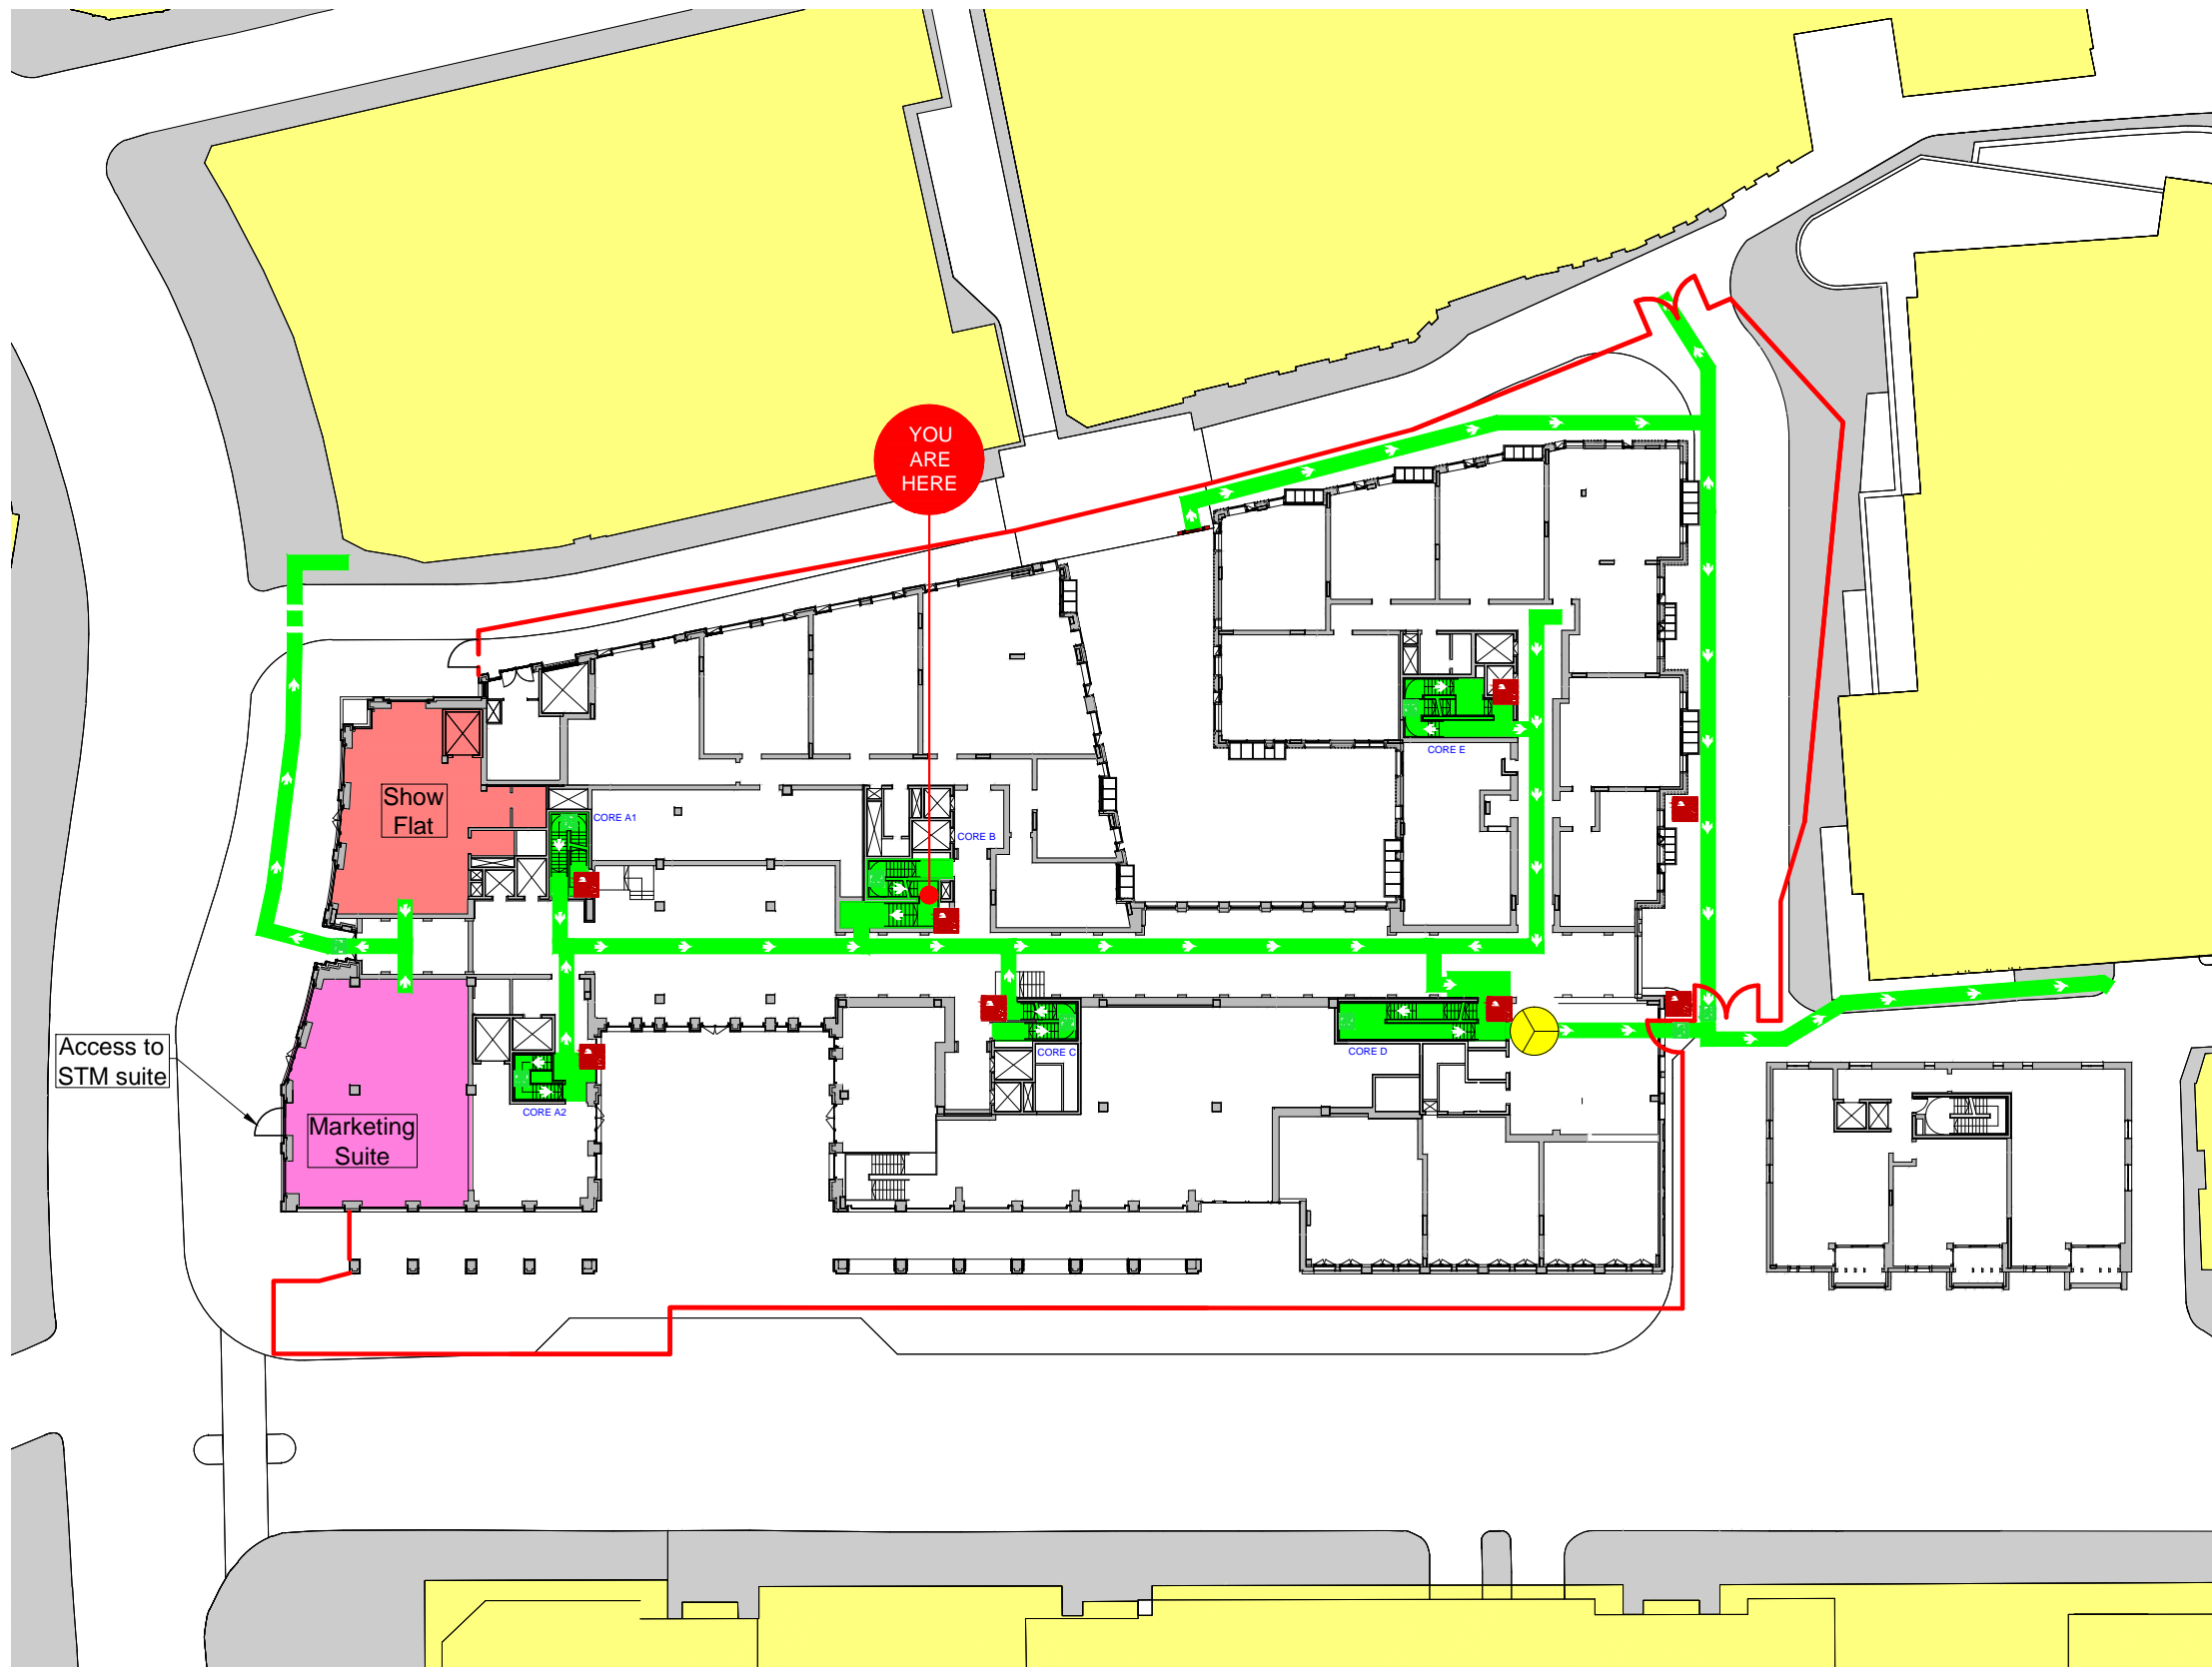 YOU
ARE
HERE
Show
Flat
CORE A1
CORE B
CORE E
Access to
STM suite
CORE C
CORE D
CORE A2
Marketing
Suite